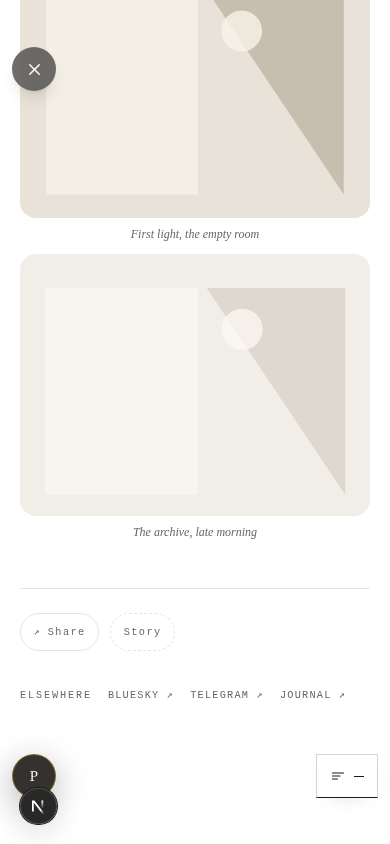 First light, the empty room
The archive, late morning
↗ Share
Story
ELSEWHERE BLUESKY ↗ TELEGRAM ↗ JOURNAL ↗
P
N